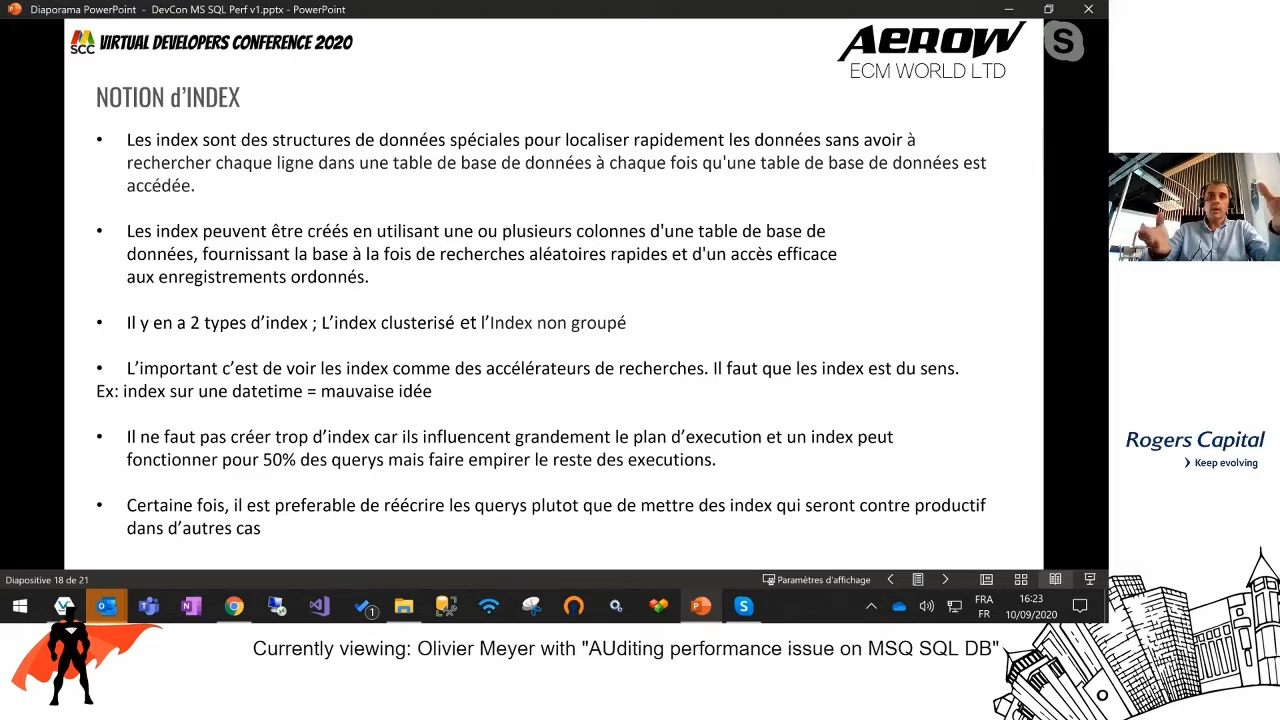 Diaporama PowerPoint - DevCon MS SQL Perf v1.pptx - PowerPoint
SCC VIRTUAL DEVELOPERS CONFERENCE 2020
AEROW
ECM WORLD LTD
S
NOTION d'INDEX
• Les index sont des structures de données spéciales pour localiser rapidement les données sans avoir à
rechercher chaque ligne dans une table de base de données à chaque fois qu'une table de base de données est
accédée.
• Les index peuvent être créés en utilisant une ou plusieurs colonnes d'une table de base de
données, fournissant la base à la fois de recherches aléatoires rapides et d'un accès efficace
aux enregistrements ordonnés.
• Il y en a 2 types d'index ; L'index clusterisé et l'Index non groupé
• L'important c'est de voir les index comme des accélérateurs de recherches. Il faut que les index est du sens.
Ex: index sur une datetime = mauvaise idée
• Il ne faut pas créer trop d'index car ils influencent grandement le plan d'execution et un index peut
fonctionner pour 50% des querys mais faire empirer le reste des executions.
• Certaine fois, il est preferable de réécrire les querys plutot que de mettre des index qui seront contre productif
dans d'autres cas
Rogers Capital
Keep evolving
Diapositive 18 de 21
Paramètres d'affichage
1
FRA
FR
16:23
10/09/2020
Currently viewing: Olivier Meyer with "AUditing performance issue on MSQ SQL DB"